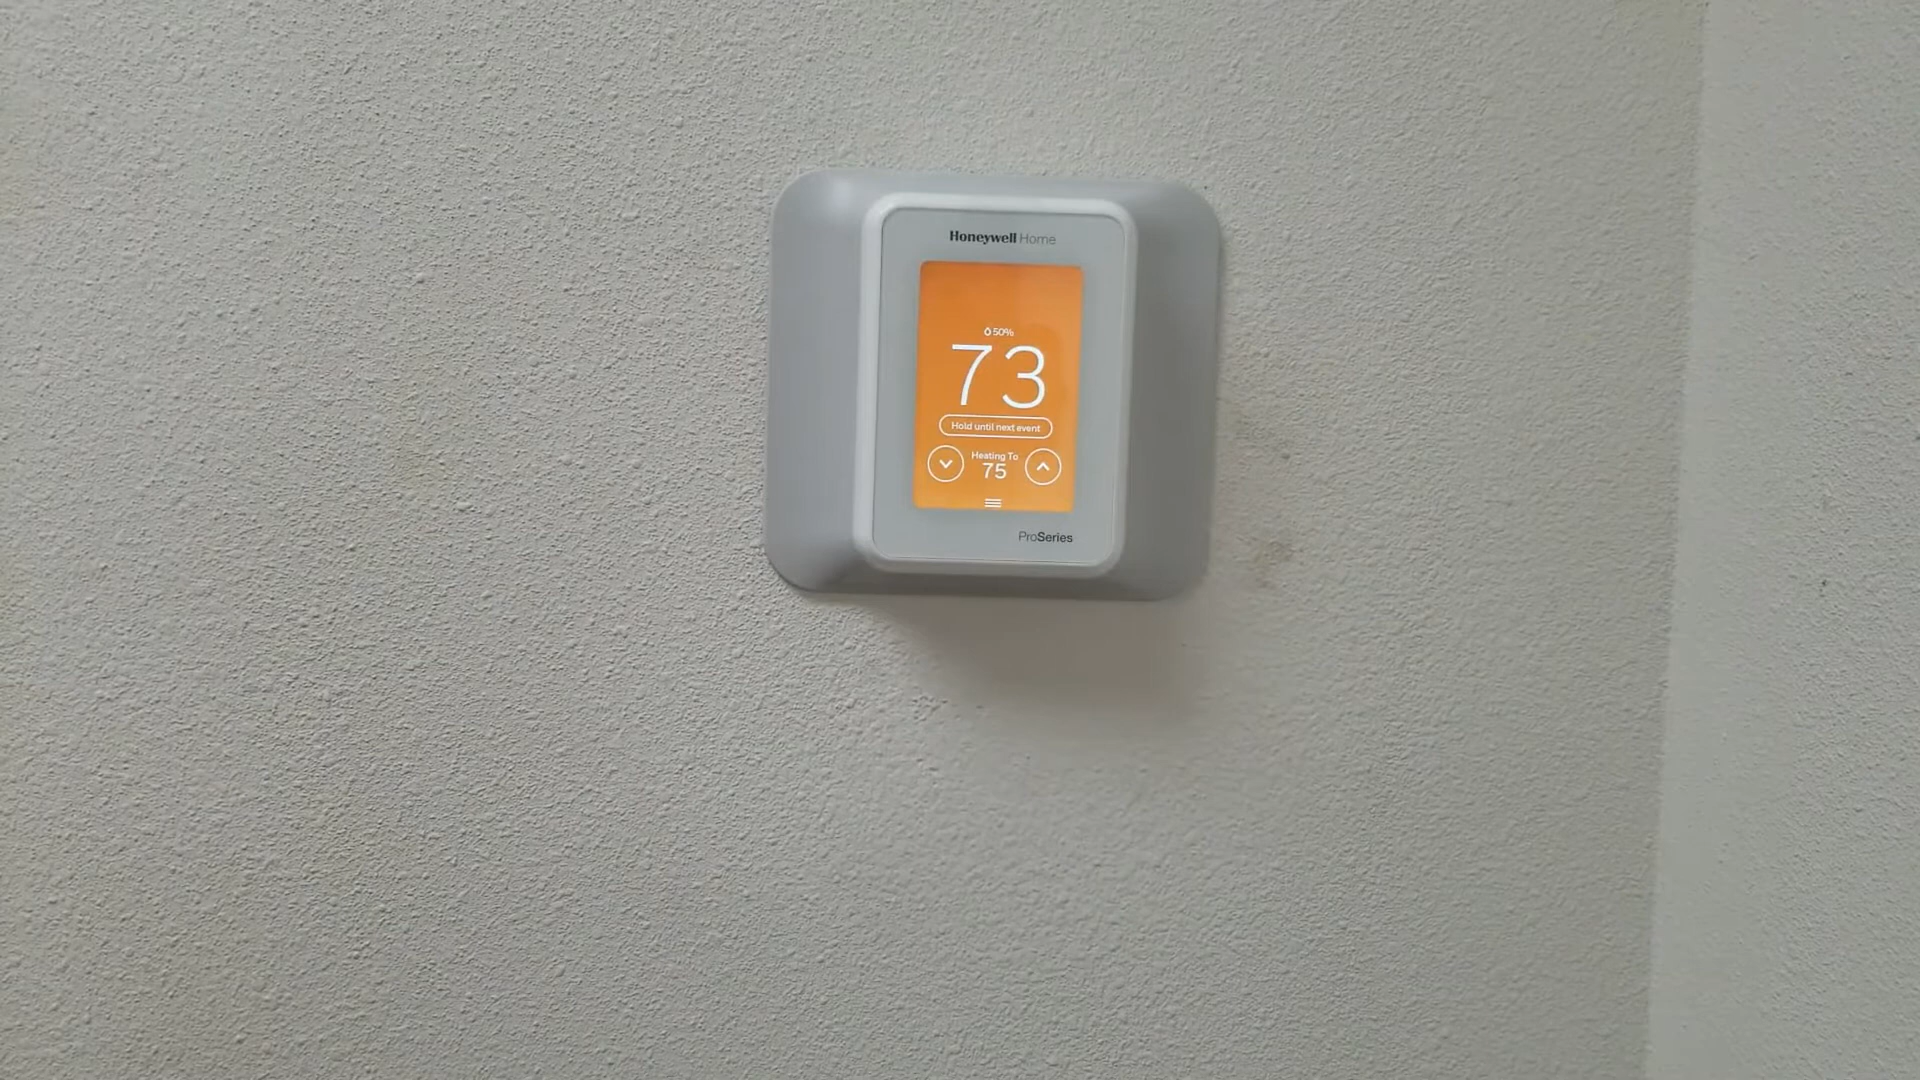 Honeywell Home
50%
73
Hold until next event
Heating To
75
ProSeries